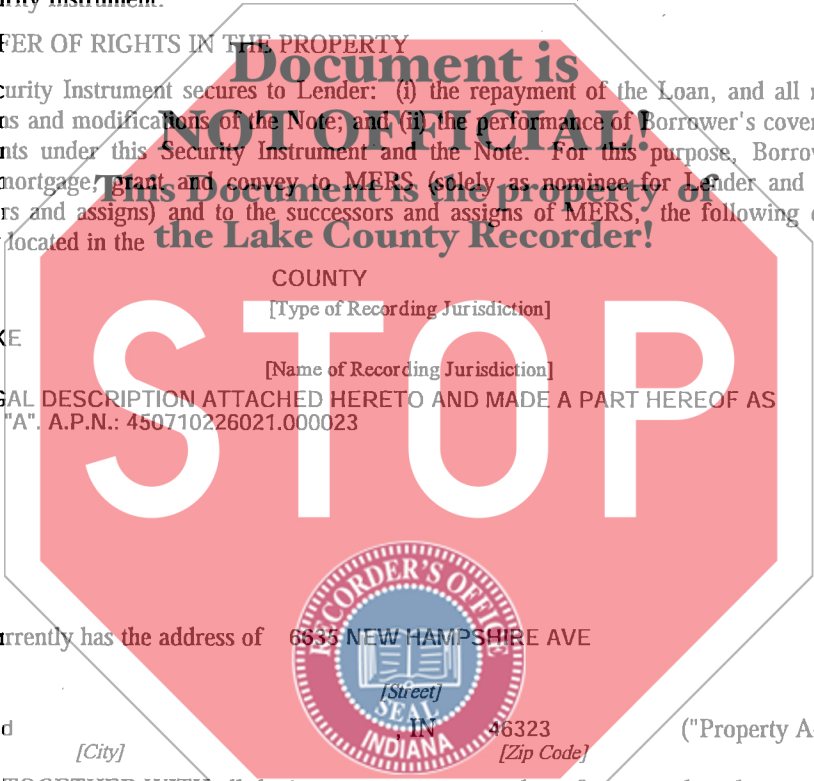 urity Instrument.
FER OF RIGHTS IN THE PROPERTY
Document is
curity Instrument secures to Lender: (i) the repayment of the Loan, and all r
NOT OFFICIAL!
ns and modifications of the Note; and (ii) the performance of Borrower's cover
nts under this Security Instrument and the Note. For this purpose, Borrov
This Document is the property of
mortgage, grant and convey to MERS (solely as nominee for Lender and
rs and assigns) and to the successors and assigns of MERS, the following
the Lake County Recorder!
located in the
COUNTY
[Type of Recording Jurisdiction]
STOP
KE
[Name of Recording Jurisdiction]
GAL DESCRIPTION ATTACHED HERETO AND MADE A PART HEREOF AS
"A". A.P.N.: 450710226021.000023
RECORDER'S OFFICE
urrently has the address of 6635 NEW HAMPSHIRE AVE
[Street]
SEAL
d , IN 46323 ("Property A
INDIANA
[City] [Zip Code]
TOGETHER WITH